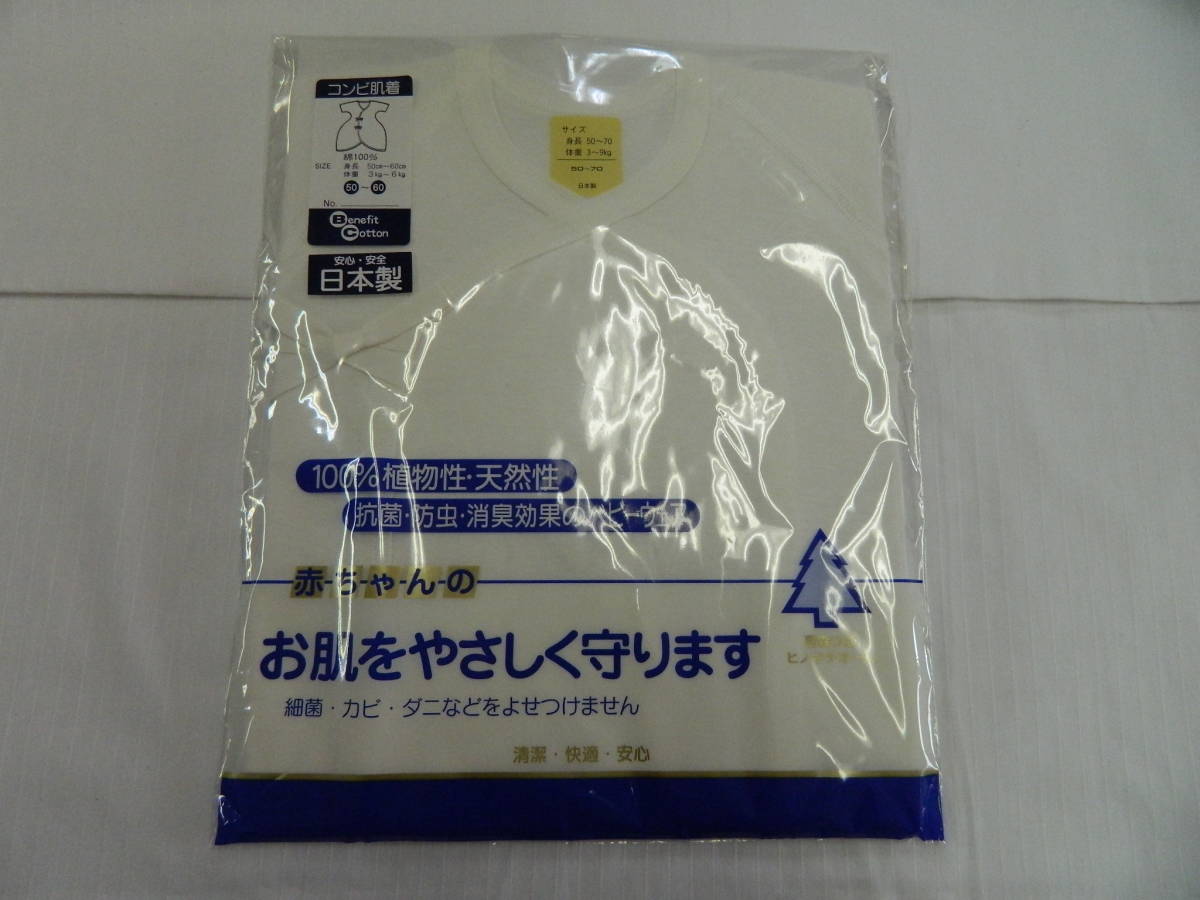 コンビ肌着
綿100%
SIZE 身長 50cm〜60cm
体重 3kg〜6kg
50〜60
No.
Benefit
Cotton
安心・安全
日本製
サイズ
身長 50〜70
体重 3〜9kg
50〜70
日本製
100%植物性・天然性
抗菌・防虫・消臭効果の
赤ちゃんの
お肌をやさしく守ります
細菌・カビ・ダニなどをよせつけません
清潔・快適・安心